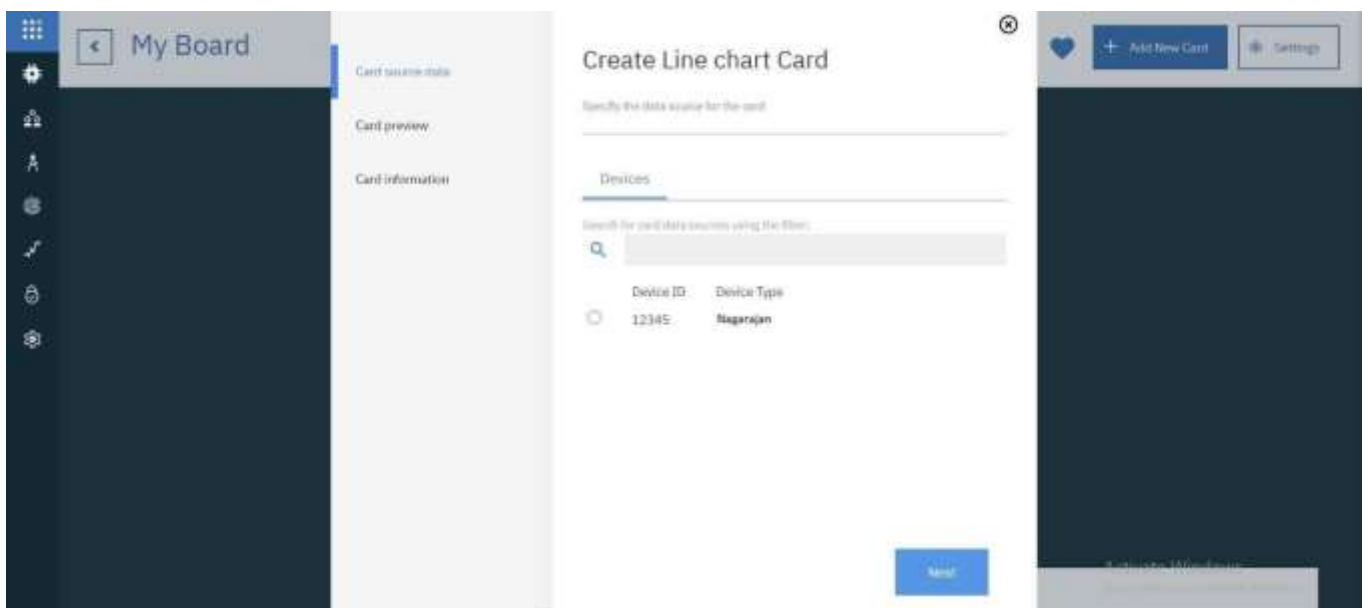 My Board
Add New Card
Settings
Card source data
Card preview
Card information
Create Line chart Card
Specify the data source for the card
Devices
Search for card data sources using the filter:
Device ID Device Type
12345 Nagarajan
Next
Activate Windows